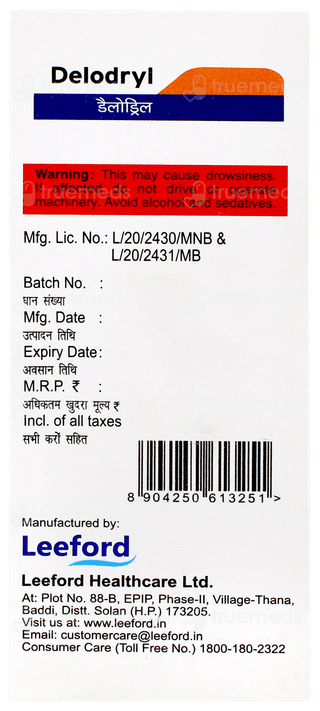 Delodryl
डैलोड्रिल
Warning: This may cause drowsiness.
If affected do not drive or operate
machinery. Avoid alcohol and sedatives.
Mfg. Lic. No.: L/20/2430/MNB &
L/20/2431/MB
Batch No. :
घान संख्या
Mfg. Date :
उत्पादन तिथि
Expiry Date:
अवसान तिथि
M.R.P. ₹ :
अधिकतम खुदरा मूल्य ₹
Incl. of all taxes
सभी करों सहित
8 904250 613251 >
Manufactured by:
Leeford
Leeford Healthcare Ltd.
At: Plot No. 88-B, EPIP, Phase-II, Village-Thana,
Baddi, Distt. Solan (H.P.) 173205.
Visit us at: www.leeford.in
Email: customercare@leeford.in
Consumer Care (Toll Free No.) 1800-180-2322
truemeds